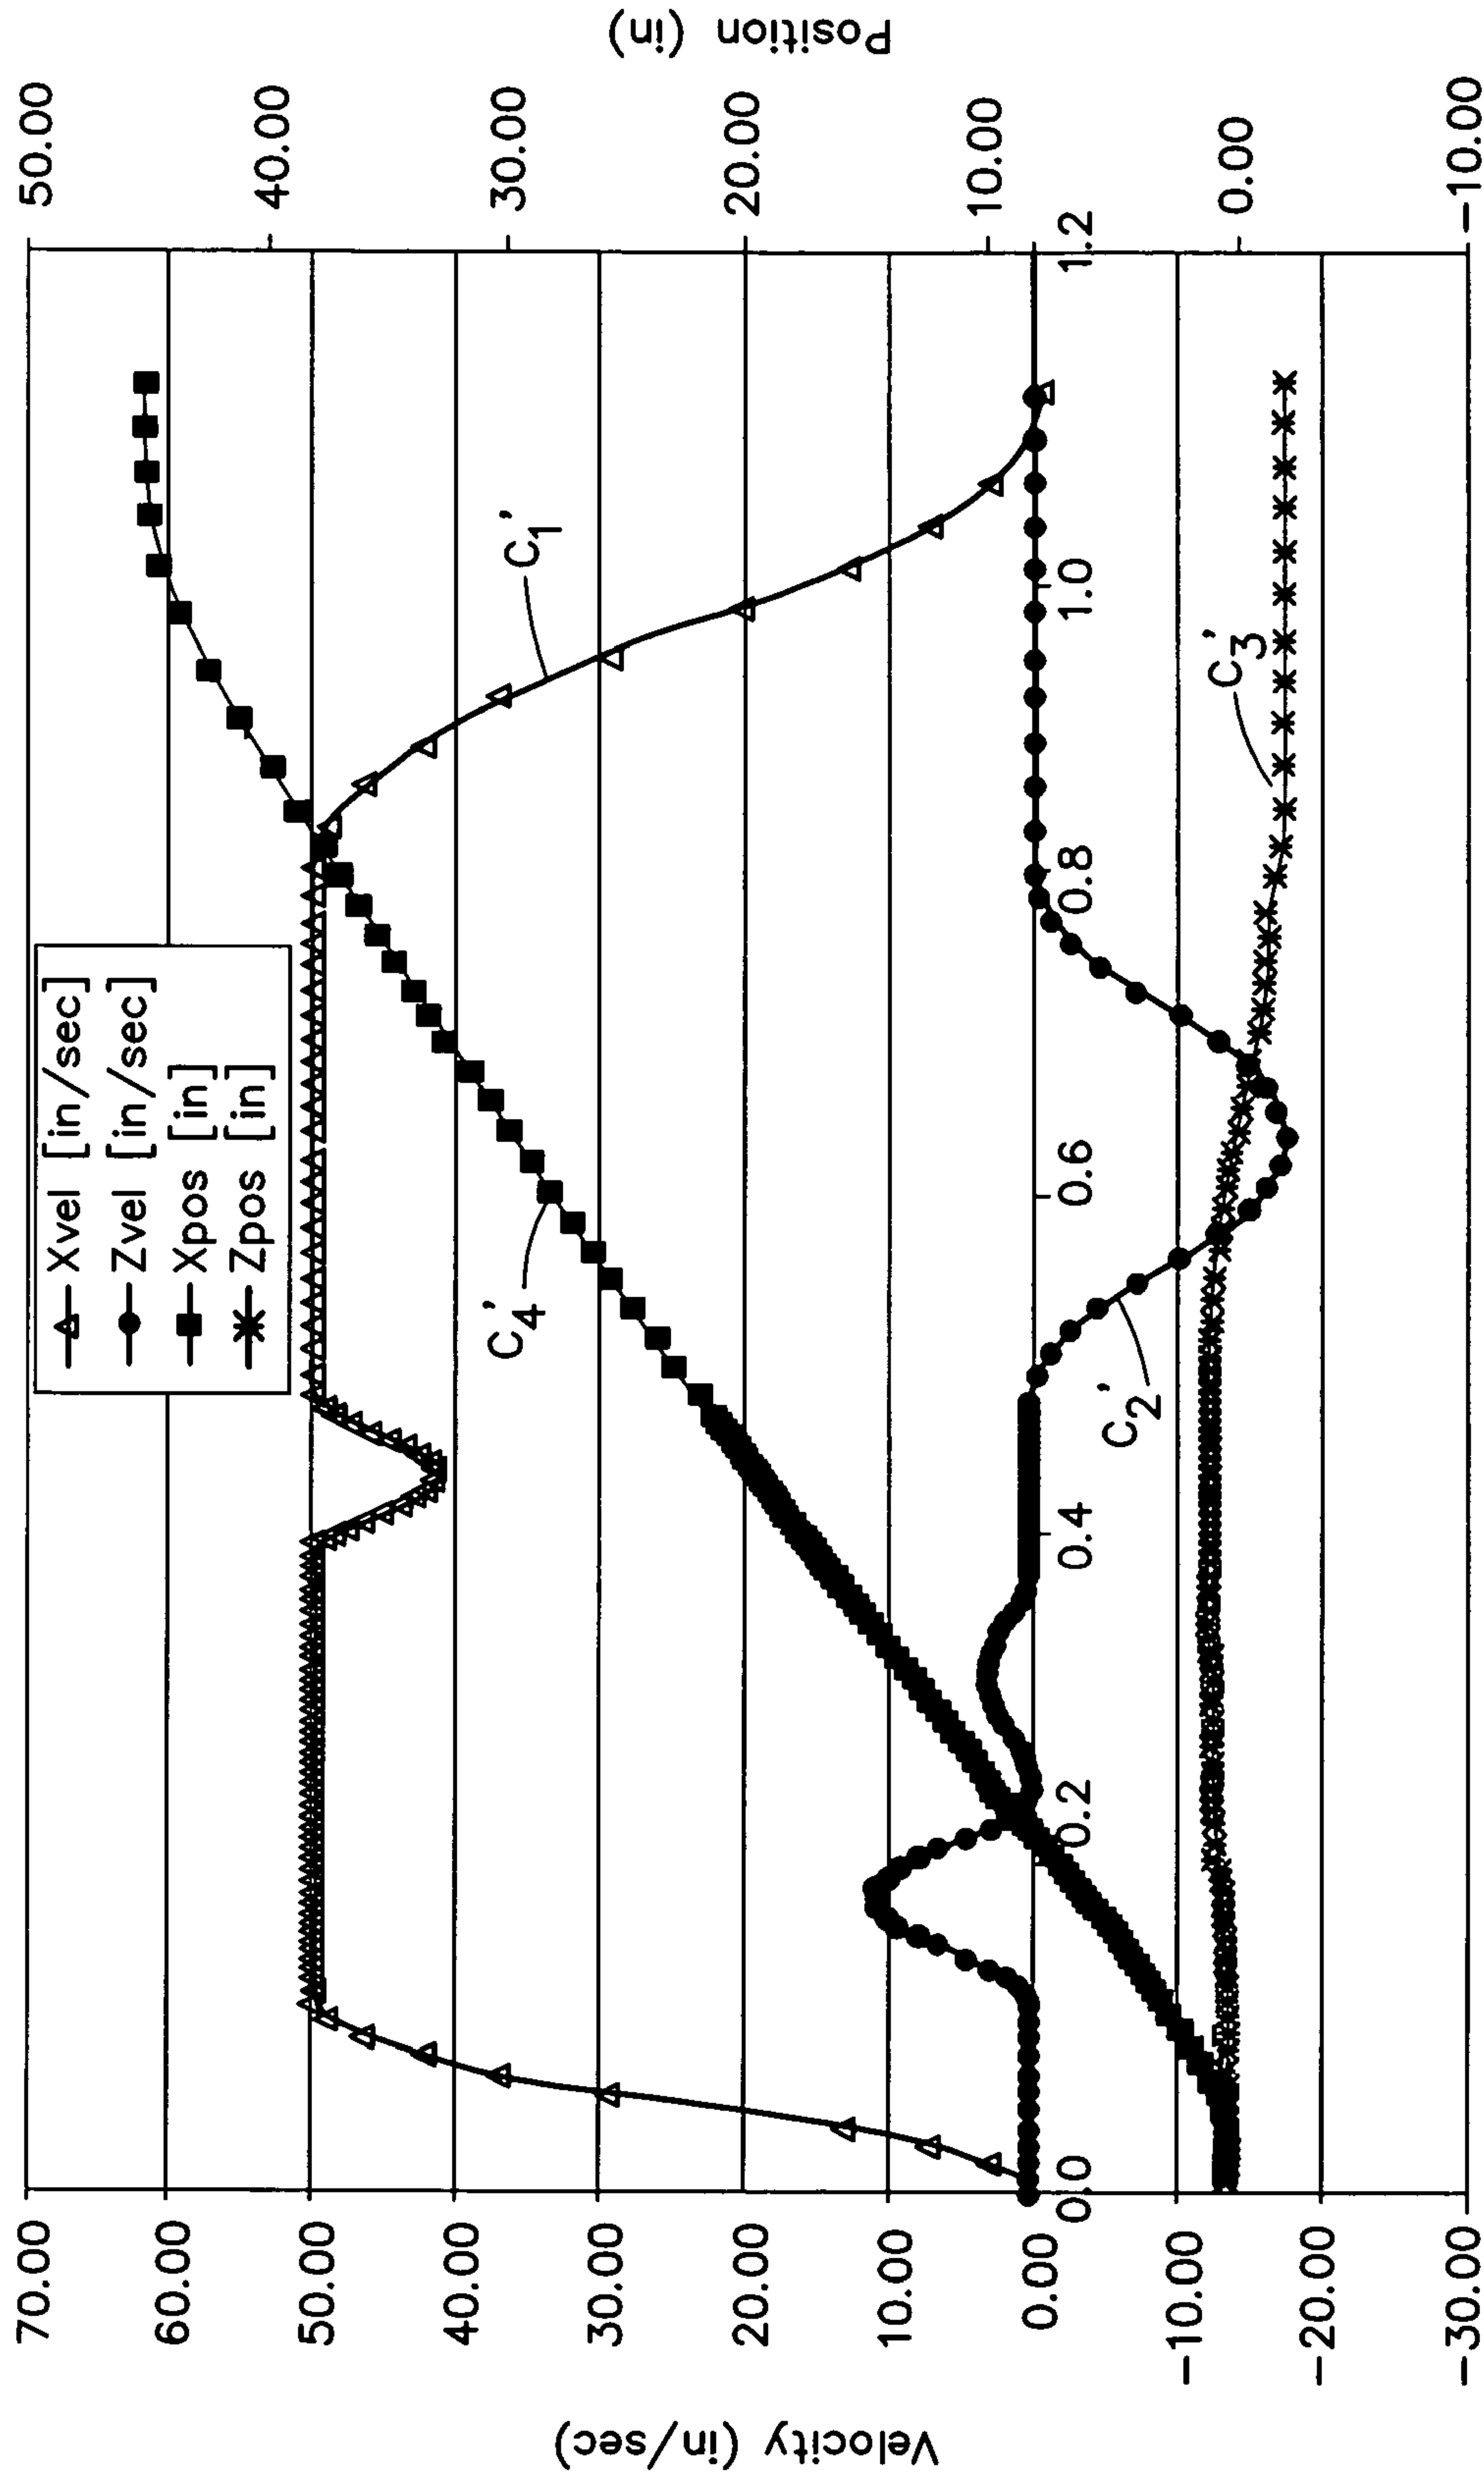 Xvel [in/sec]
Zvel [in/sec]
Xpos [in]
Zpos [in]
Velocity (in/sec)
70.00
60.00
50.00
40.00
30.00
20.00
10.00
0.00
-10.00
-20.00
-30.00
Position (in)
50.00
40.00
30.00
20.00
10.00
0.00
-10.00
0.0
0.2
0.4
0.6
0.8
1.0
1.2
C1'
C4'
C2'
C3'